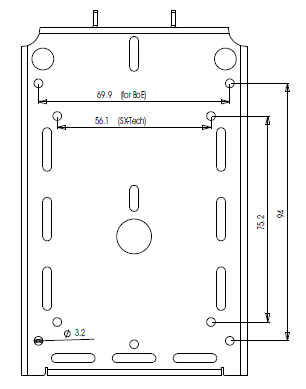 69.9 (for BoE)
56.1 (SX-Tech)
75.2
94
Ø 3.2